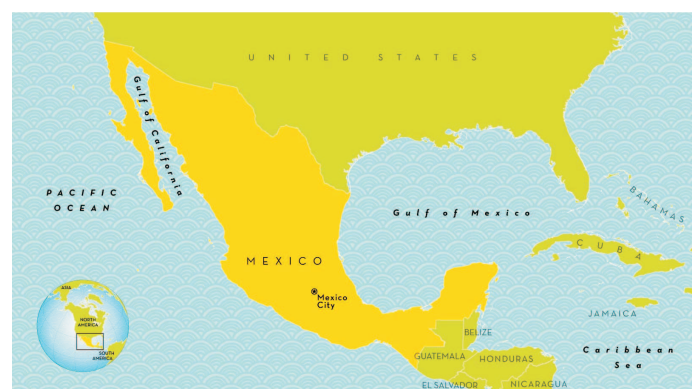 UNITED STATES
Gulf of California
PACIFIC
OCEAN
Gulf of Mexico
BAHAMAS
CUBA
MEXICO
Mexico
City
JAMAICA
BELIZE
GUATEMALA
HONDURAS
Caribbean
Sea
EL SALVADOR
NICARAGUA
ASIA
NORTH
AMERICA
SOUTH
AMERICA